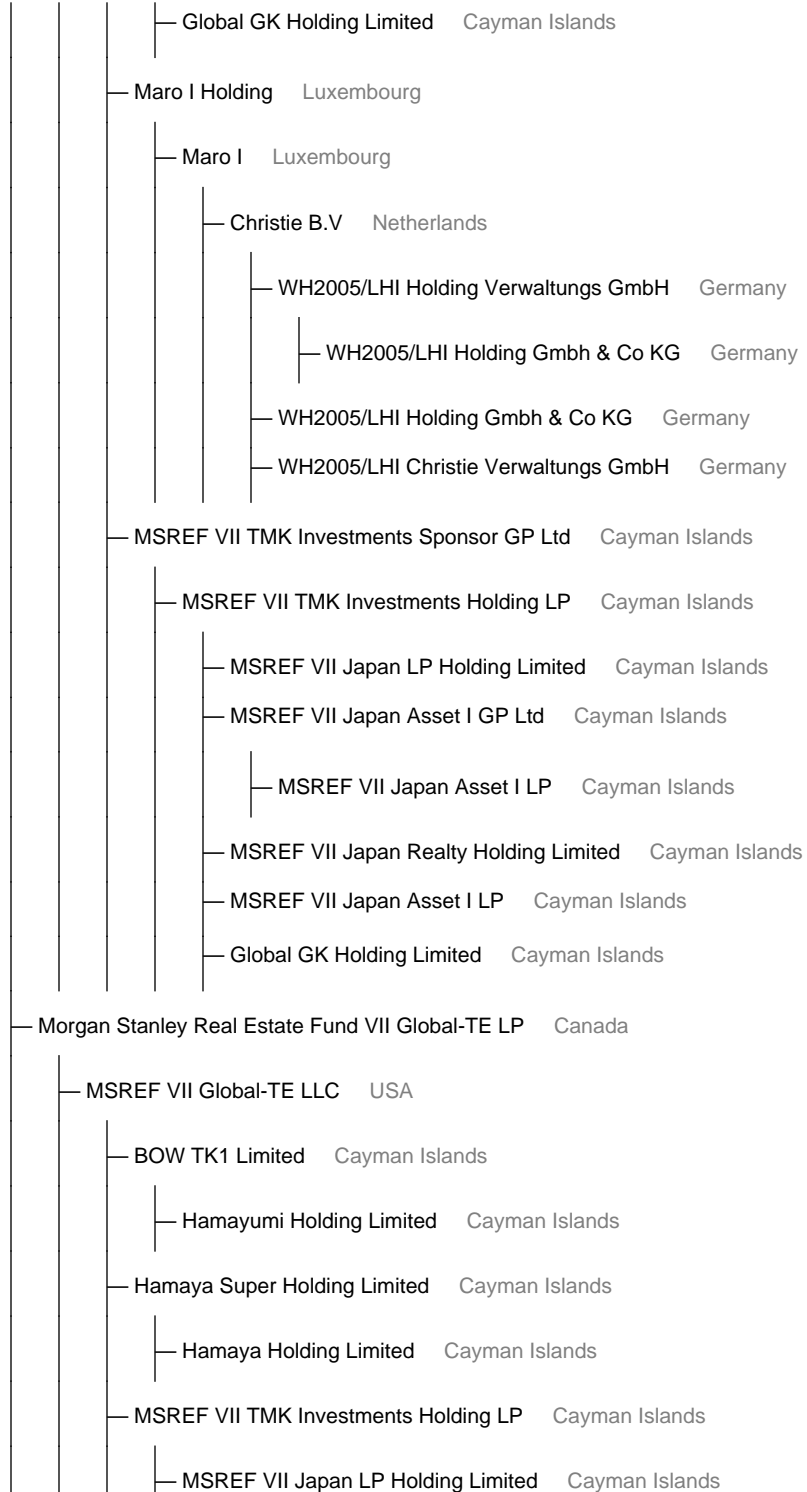 Global GK Holding Limited Cayman Islands
Maro I Holding Luxembourg
Maro I Luxembourg
Christie B.V Netherlands
WH2005/LHI Holding Verwaltungs GmbH Germany
WH2005/LHI Holding Gmbh & Co KG Germany
WH2005/LHI Holding Gmbh & Co KG Germany
WH2005/LHI Christie Verwaltungs GmbH Germany
MSREF VII TMK Investments Sponsor GP Ltd Cayman Islands
MSREF VII TMK Investments Holding LP Cayman Islands
MSREF VII Japan LP Holding Limited Cayman Islands
MSREF VII Japan Asset I GP Ltd Cayman Islands
MSREF VII Japan Asset I LP Cayman Islands
MSREF VII Japan Realty Holding Limited Cayman Islands
MSREF VII Japan Asset I LP Cayman Islands
Global GK Holding Limited Cayman Islands
Morgan Stanley Real Estate Fund VII Global-TE LP Canada
MSREF VII Global-TE LLC USA
BOW TK1 Limited Cayman Islands
Hamayumi Holding Limited Cayman Islands
Hamaya Super Holding Limited Cayman Islands
Hamaya Holding Limited Cayman Islands
MSREF VII TMK Investments Holding LP Cayman Islands
MSREF VII Japan LP Holding Limited Cayman Islands